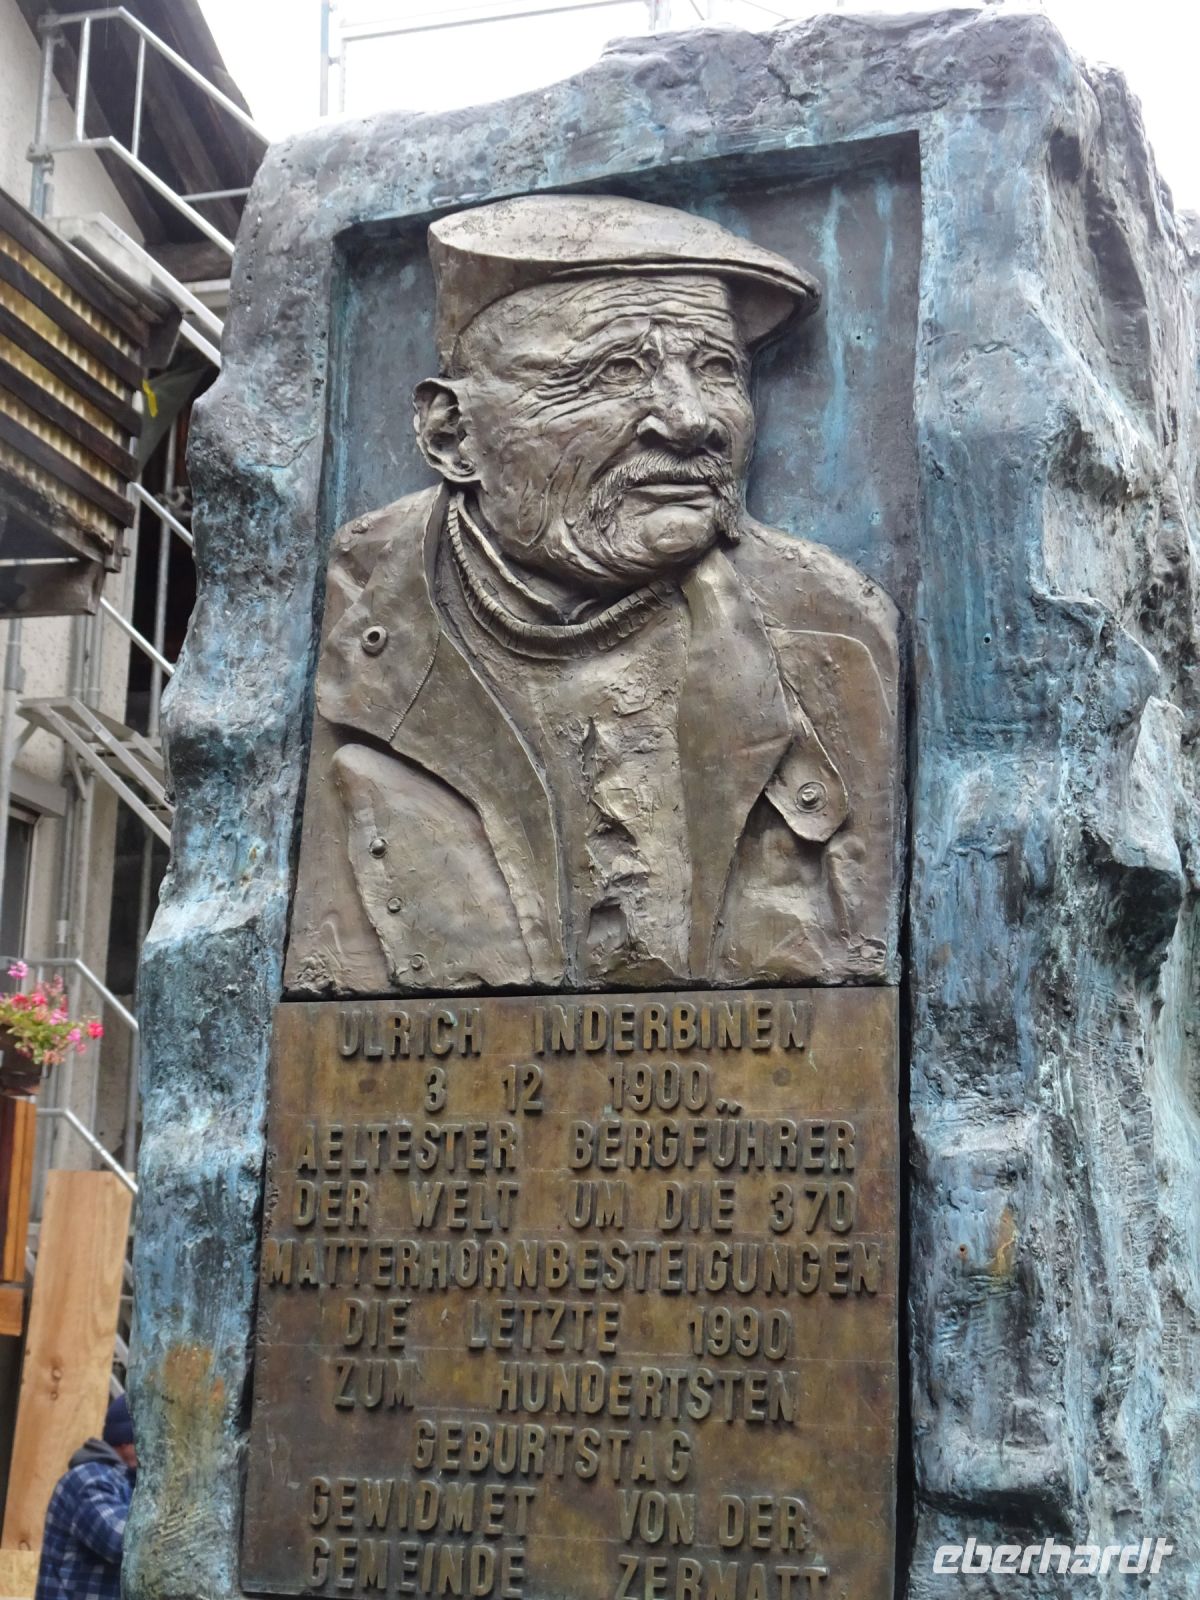 ULRICH INDERBINEN
3 12 1900
AELTESTER BERGFÜHRER
DER WELT UM DIE 370
MATTERHORNBESTEIGUNGEN
DIE LETZTE 1990
ZUM HUNDERTSTEN
GEBURTSTAG
GEWIDMET VON DER
GEMEINDE ZERMATT
eberhardt